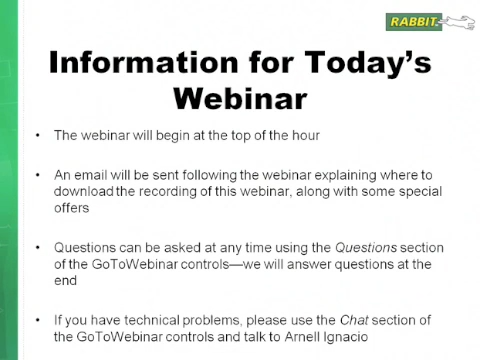 RABBIT
Information for Today's
Webinar
• The webinar will begin at the top of the hour
• An email will be sent following the webinar explaining where to
download the recording of this webinar, along with some special
offers
• Questions can be asked at any time using the Questions section
of the GoToWebinar controls—we will answer questions at the
end
• If you have technical problems, please use the Chat section of
the GoToWebinar controls and talk to Arnell Ignacio